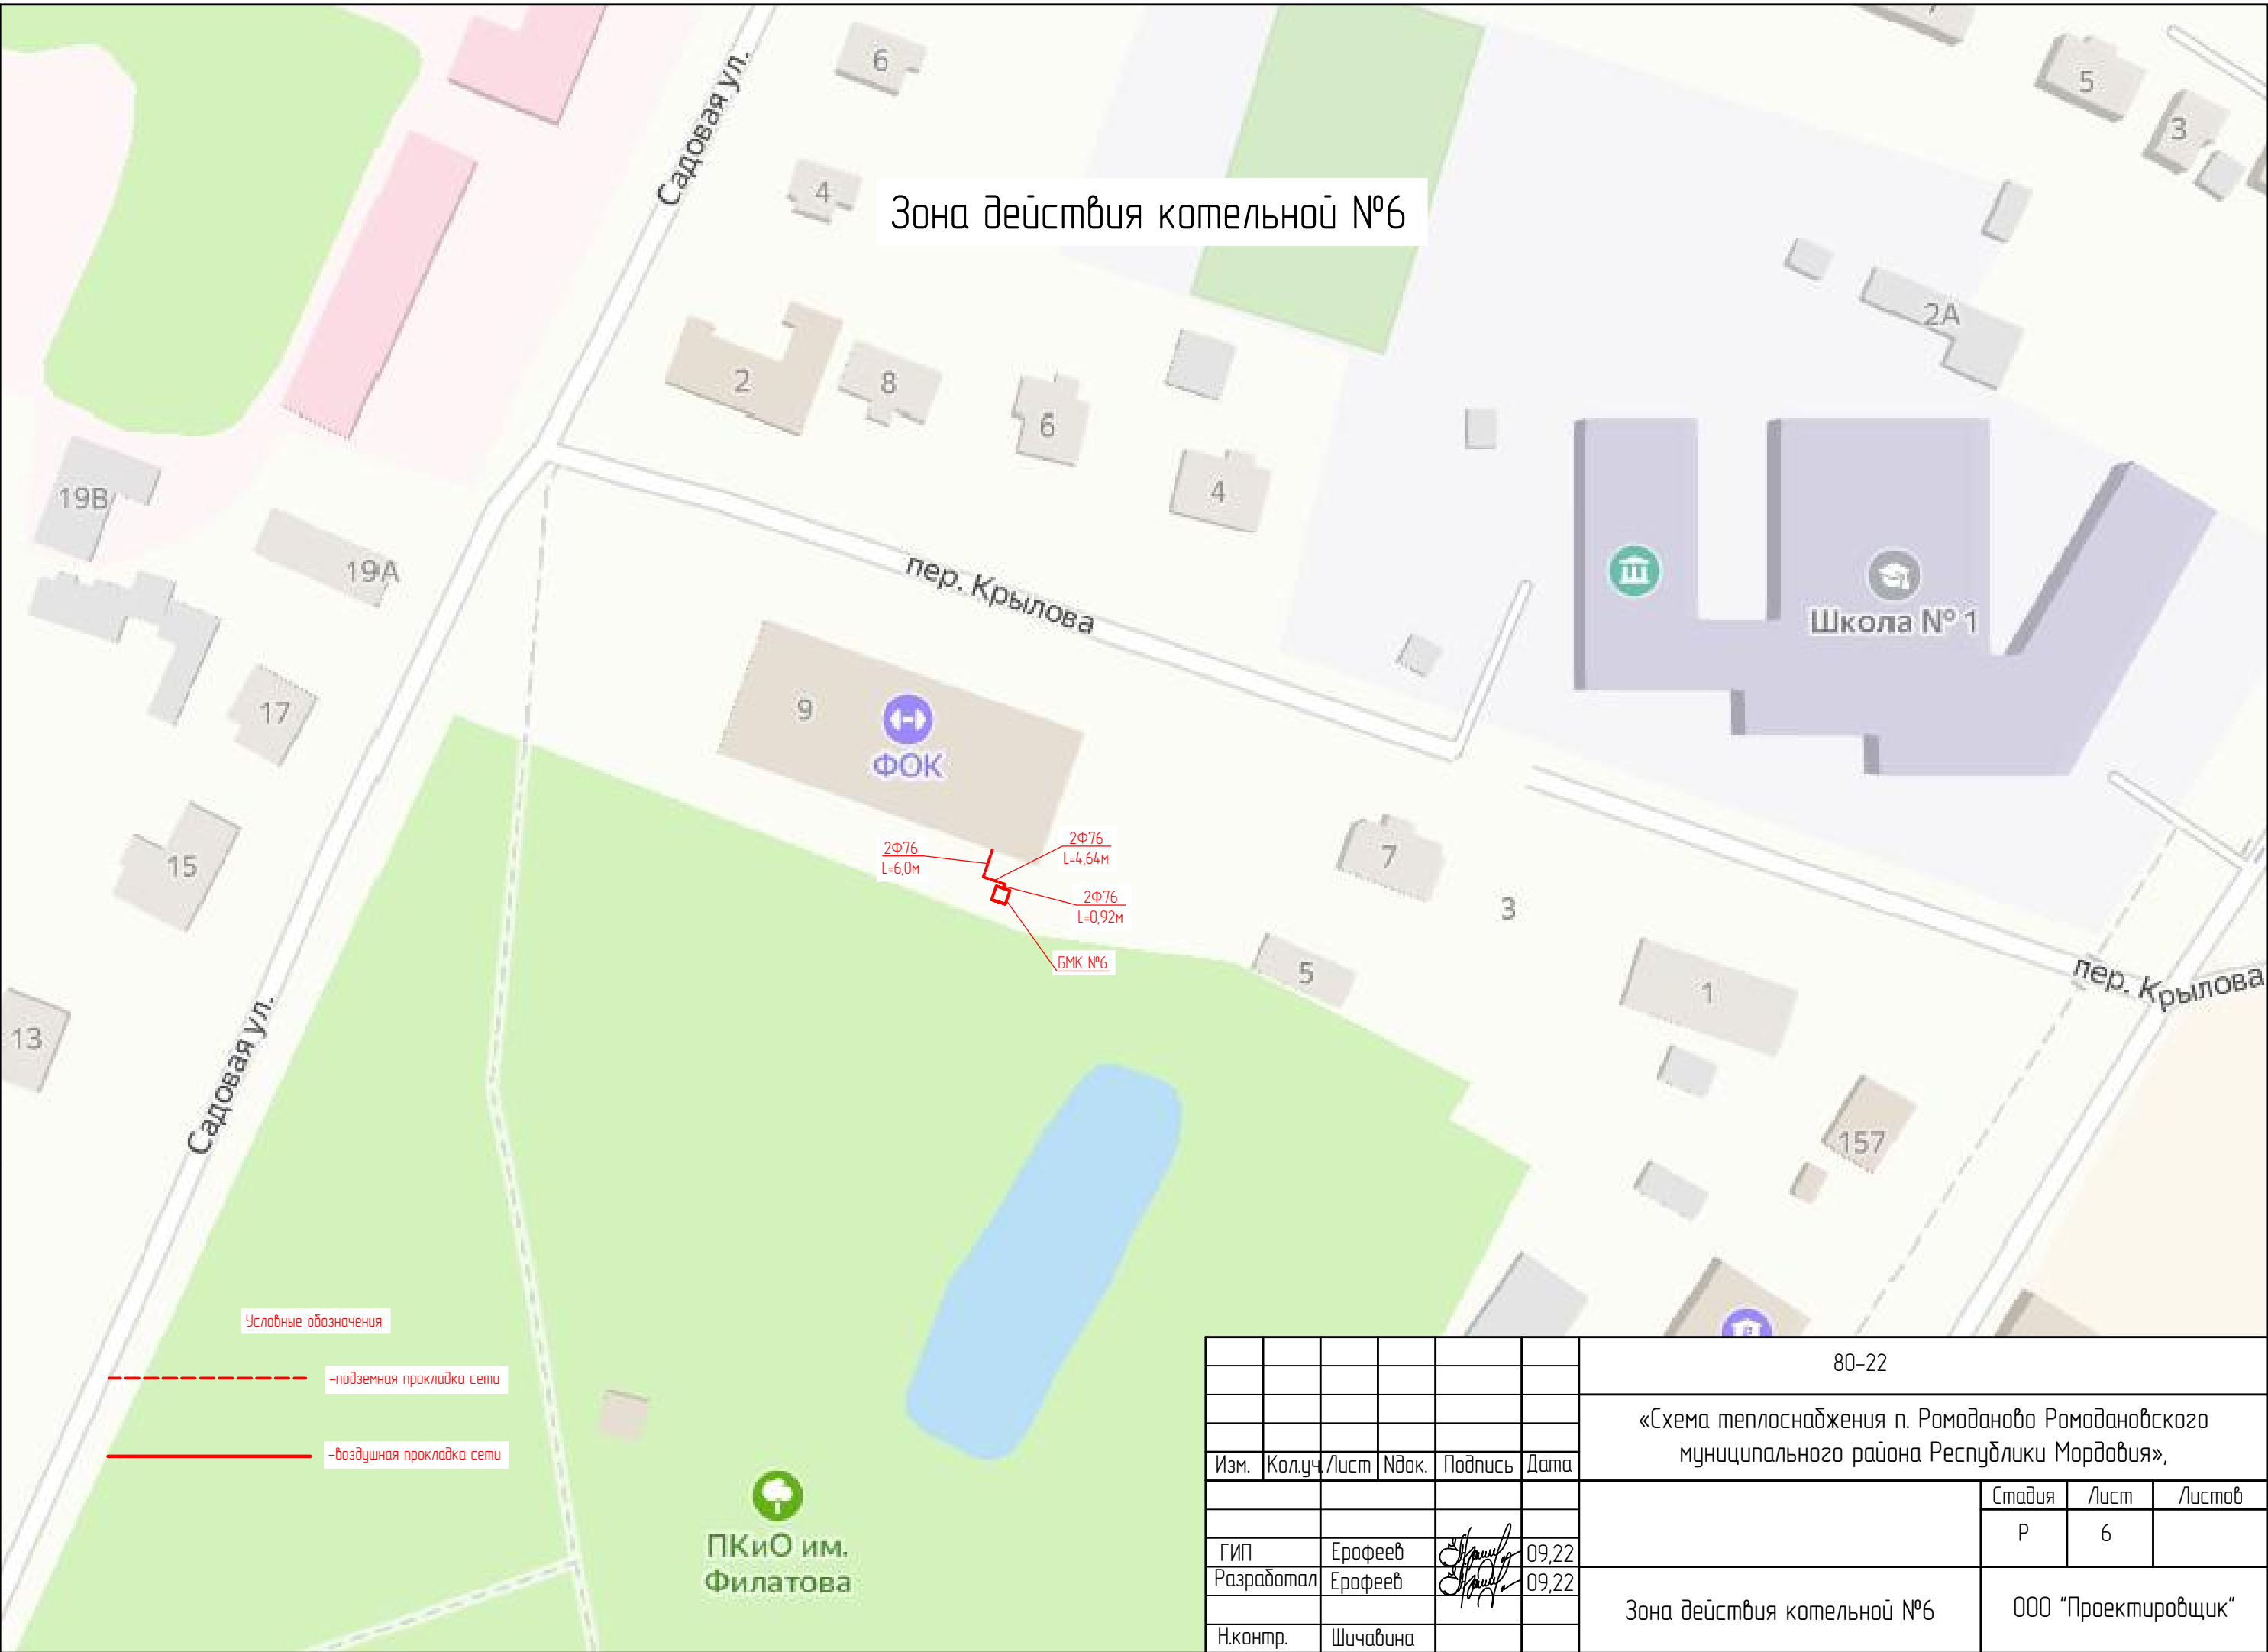 6
5
3
Садовая ул.
4
Зона действия котельной №6
2А
2
8
6
4
19В
19А
пер. Крылова
Школа № 1
17
9
ФОК
15
2Ф76
L=6,0м
2Ф76
L=4,64м
2Ф76
L=0,92м
БМК №6
7
3
5
1
пер. Крылова
13
Садовая ул.
157
Условные обозначения
-подземная прокладка сети
-воздушная прокладка сети
ПКиО им.
Филатова
80-22
«Схема теплоснабжения п. Ромоданово Ромодановского
муниципального района Республики Мордовия»,
Изм. Кол.уч Лист Nдок. Подпись Дата
Стадия Лист Листов
Р 6
ГИП Ерофеев 09,22
Разработал Ерофеев 09,22
Зона действия котельной №6
ООО "Проектировщик"
Н.контр. Шичавина